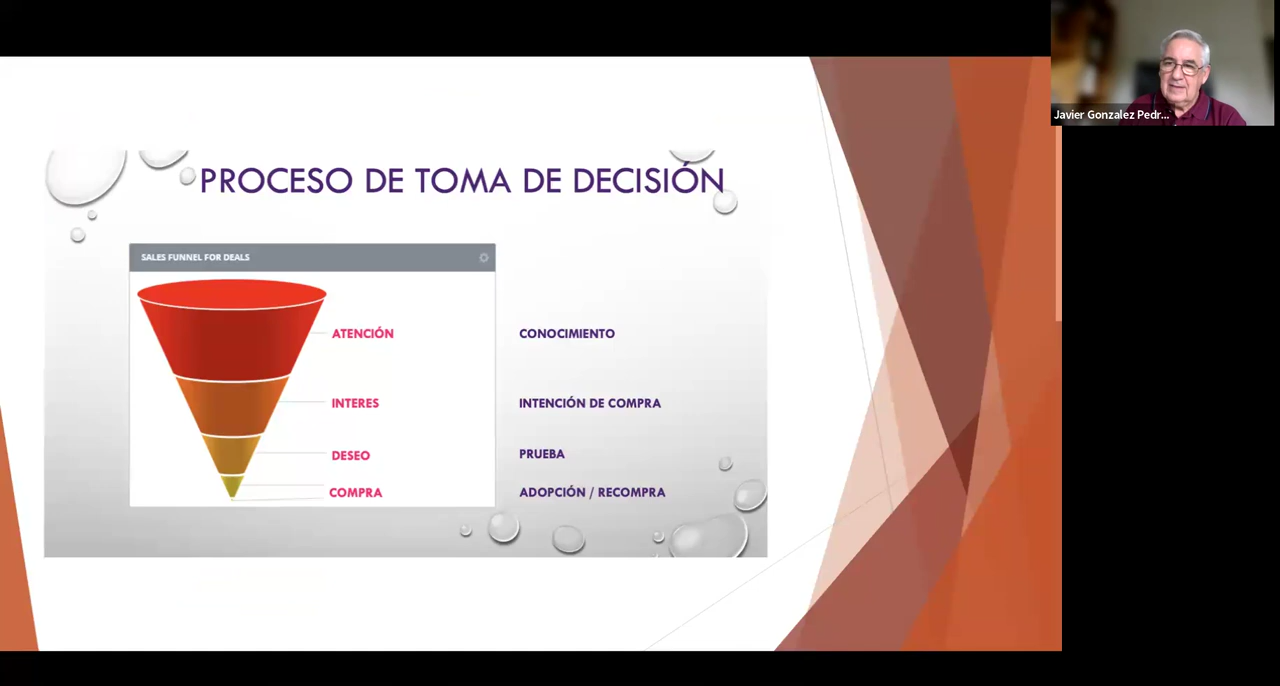 Javier Gonzalez Pedr...
PROCESO DE TOMA DE DECISIÓN
SALES FUNNEL FOR DEALS
ATENCIÓN CONOCIMIENTO
INTERES INTENCIÓN DE COMPRA
DESEO PRUEBA
COMPRA ADOPCIÓN / RECOMPRA